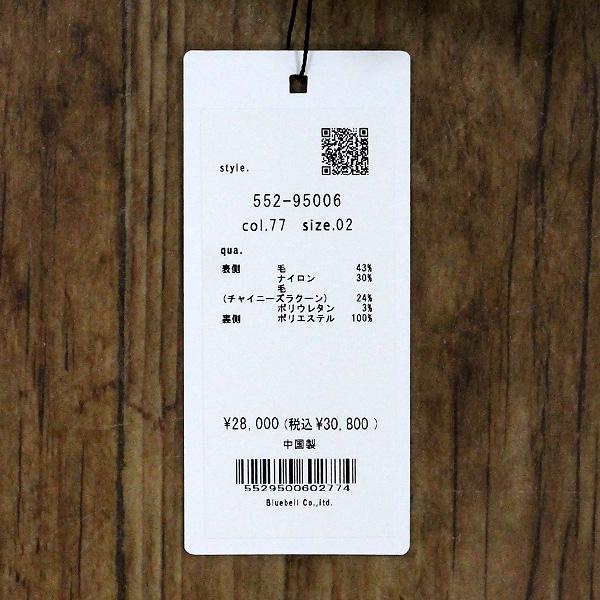 style.
552-95006
col.77 size.02
qua.
表側 毛 43%
ナイロン 30%
毛
(チャイニーズラクーン) 24%
ポリウレタン 3%
裏側 ポリエステル 100%
¥28,000(税込¥30,800)
中国製
5529500602774
Bluebell Co.,ltd.